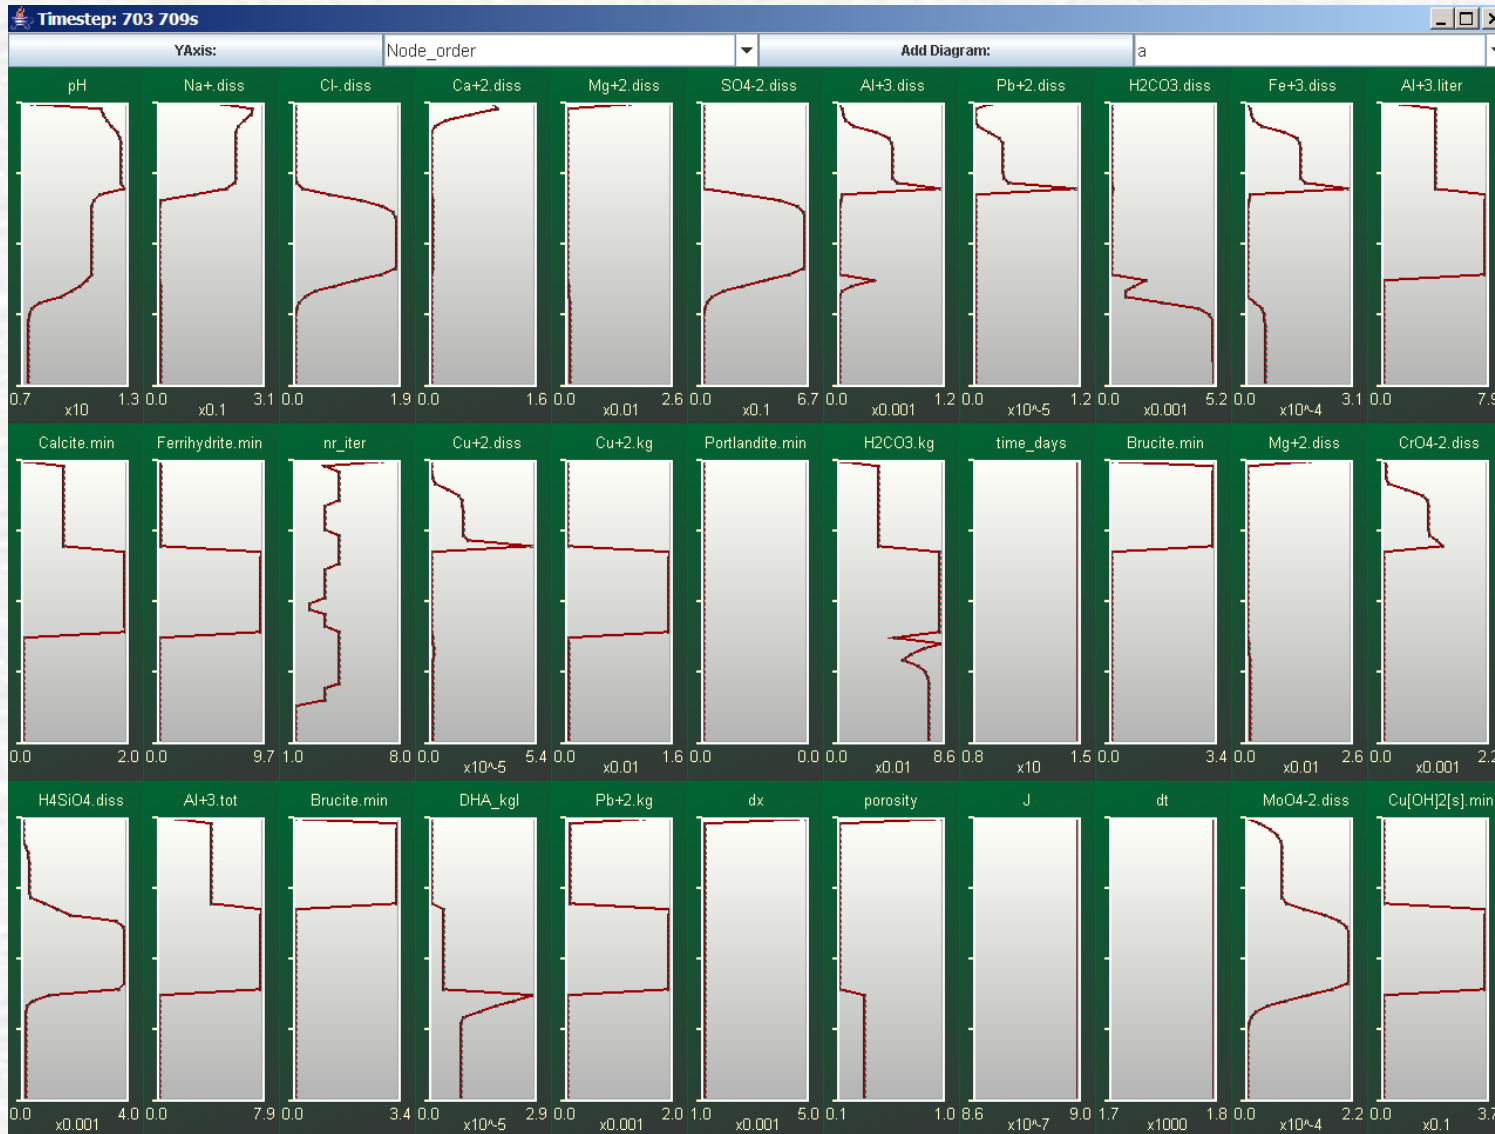 Timestep: 703 709s
YAxis: Node_order Add Diagram: a
pH Na+.diss Cl-.diss Ca+2.diss Mg+2.diss SO4-2.diss Al+3.diss Pb+2.diss H2CO3.diss Fe+3.diss Al+3.liter
0.7 1.3 0.0 3.1 0.0 1.9 0.0 1.6 0.0 2.6 0.0 6.7 0.0 1.2 0.0 1.2 0.0 5.2 0.0 3.1 0.0 7.9
x10 x0.1 x0.01 x0.1 x0.001 x10^-5 x0.001 x10^-4
Calcite.min Ferrihydrite.min nr_iter Cu+2.diss Cu+2.kg Portlandite.min H2CO3.kg time_days Brucite.min Mg+2.diss CrO4-2.diss
0.0 2.0 0.0 9.7 1.0 8.0 0.0 5.4 0.0 1.6 0.0 0.0 0.0 8.6 0.8 1.5 0.0 3.4 0.0 2.6 0.0 2.2
x10^-5 x0.01 x0.01 x10 x0.01 x0.001
H4SiO4.diss Al+3.tot Brucite.min DHA_kgl Pb+2.kg dx porosity J dt MoO4-2.diss Cu[OH]2[s].min
0.0 4.0 0.0 7.9 0.0 3.4 0.0 2.9 0.0 2.0 1.0 5.0 0.1 1.0 8.6 9.0 1.7 1.8 0.0 2.2 0.0 3.7
x0.001 x10^-5 x0.001 x0.001 x10^-7 x1000 x10^-4 x0.1